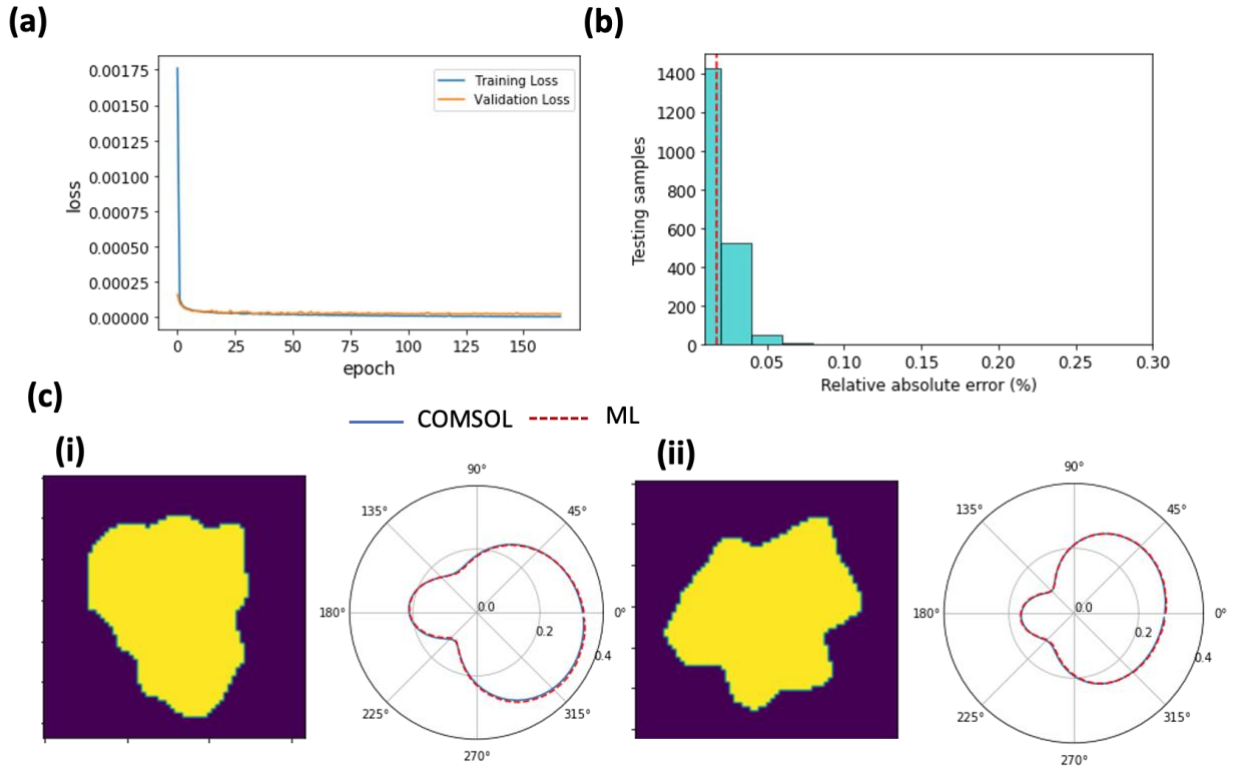 (a)
0.00175
0.00150
0.00125
0.00100
0.00075
0.00050
0.00025
0.00000
loss
Training Loss
Validation Loss
0 25 50 75 100 125 150
epoch
(b)
1400
1200
1000
800
600
400
200
0
Testing samples
0.05 0.10 0.15 0.20 0.25 0.30
Relative absolute error (%)
(c)
COMSOL ML
(i)
90°
135° 45°
180° 0.0 0°
0.2
0.4
225° 315°
270°
(ii)
90°
135° 45°
180° 0.0 0°
0.2
0.4
225° 315°
270°